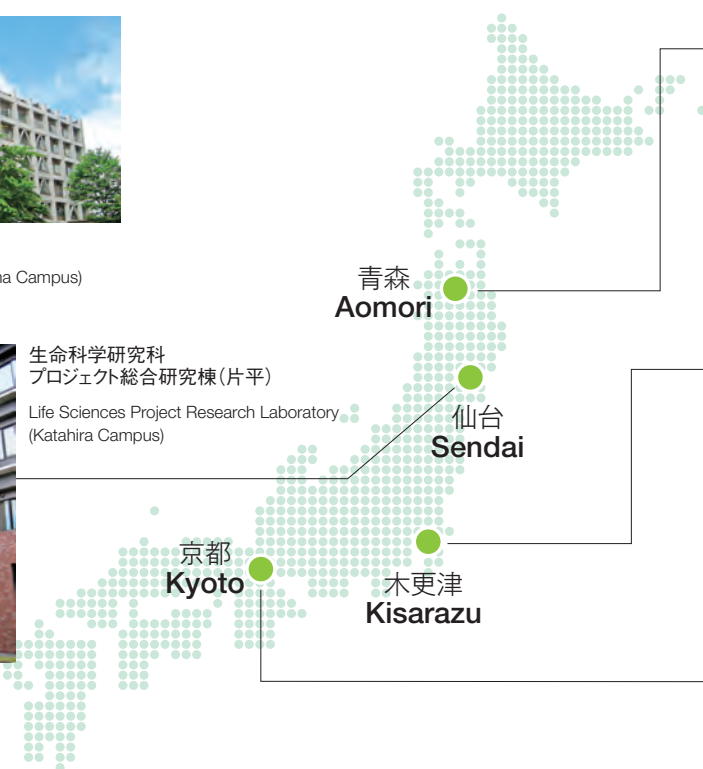 na Campus)
青森
Aomori
生命科学研究科
プロジェクト総合研究棟(片平)
Life Sciences Project Research Laboratory
(Katahira Campus)
仙台
Sendai
京都
Kyoto
木更津
Kisarazu